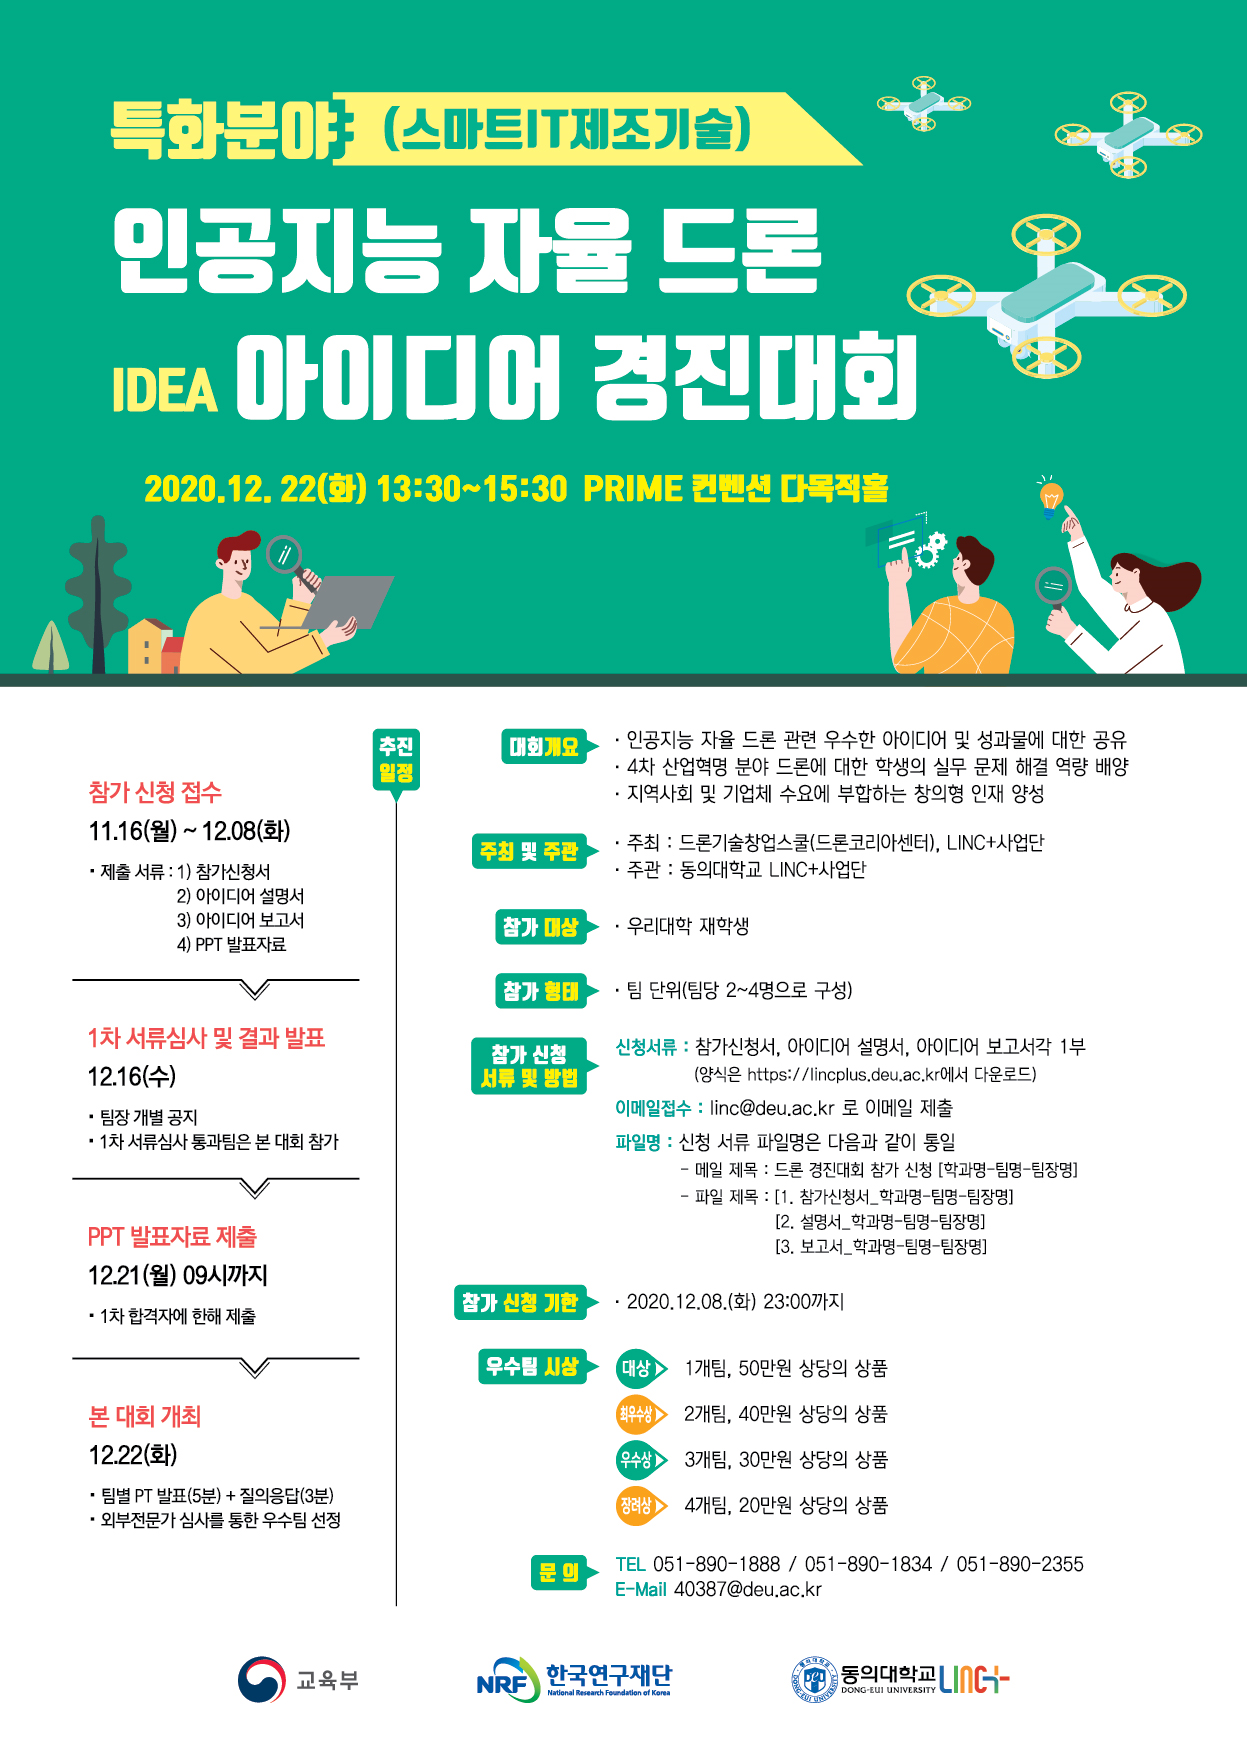 특화분야 (스마트IT제조기술)
인공지능 자율 드론
IDEA 아이디어 경진대회
2020.12. 22(화) 13:30~15:30 PRIME 컨벤션 다목적홀
추진
일정
참가 신청 접수
11.16(월) ~ 12.08(화)
· 제출 서류 : 1) 참가신청서
2) 아이디어 설명서
3) 아이디어 보고서
4) PPT 발표자료
1차 서류심사 및 결과 발표
12.16(수)
· 팀장 개별 공지
· 1차 서류심사 통과팀은 본 대회 참가
PPT 발표자료 제출
12.21(월) 09시까지
· 1차 합격자에 한해 제출
본 대회 개최
12.22(화)
· 팀별 PT 발표(5분) + 질의응답(3분)
· 외부전문가 심사를 통한 우수팀 선정
대회개요
· 인공지능 자율 드론 관련 우수한 아이디어 및 성과물에 대한 공유
· 4차 산업혁명 분야 드론에 대한 학생의 실무 문제 해결 역량 배양
· 지역사회 및 기업체 수요에 부합하는 창의형 인재 양성
주최 및 주관
· 주최 : 드론기술창업스쿨(드론코리아센터), LINC+사업단
· 주관 : 동의대학교 LINC+사업단
참가 대상
· 우리대학 재학생
참가 형태
· 팀 단위(팀당 2~4명으로 구성)
참가 신청
서류 및 방법
신청서류 : 참가신청서, 아이디어 설명서, 아이디어 보고서각 1부
(양식은 https://lincplus.deu.ac.kr에서 다운로드)
이메일접수 : linc@deu.ac.kr 로 이메일 제출
파일명 : 신청 서류 파일명은 다음과 같이 통일
- 메일 제목 : 드론 경진대회 참가 신청 [학과명-팀명-팀장명]
- 파일 제목 : [1. 참가신청서_학과명-팀명-팀장명]
[2. 설명서_학과명-팀명-팀장명]
[3. 보고서_학과명-팀명-팀장명]
참가 신청 기한
· 2020.12.08.(화) 23:00까지
우수팀 시상
대상 1개팀, 50만원 상당의 상품
최우수상 2개팀, 40만원 상당의 상품
우수상 3개팀, 30만원 상당의 상품
장려상 4개팀, 20만원 상당의 상품
문 의
TEL 051-890-1888 / 051-890-1834 / 051-890-2355
E-Mail 40387@deu.ac.kr
교육부
NRF 한국연구재단
National Research Foundation of Korea
동의대학교 LINC+
DONG-EUI UNIVERSITY